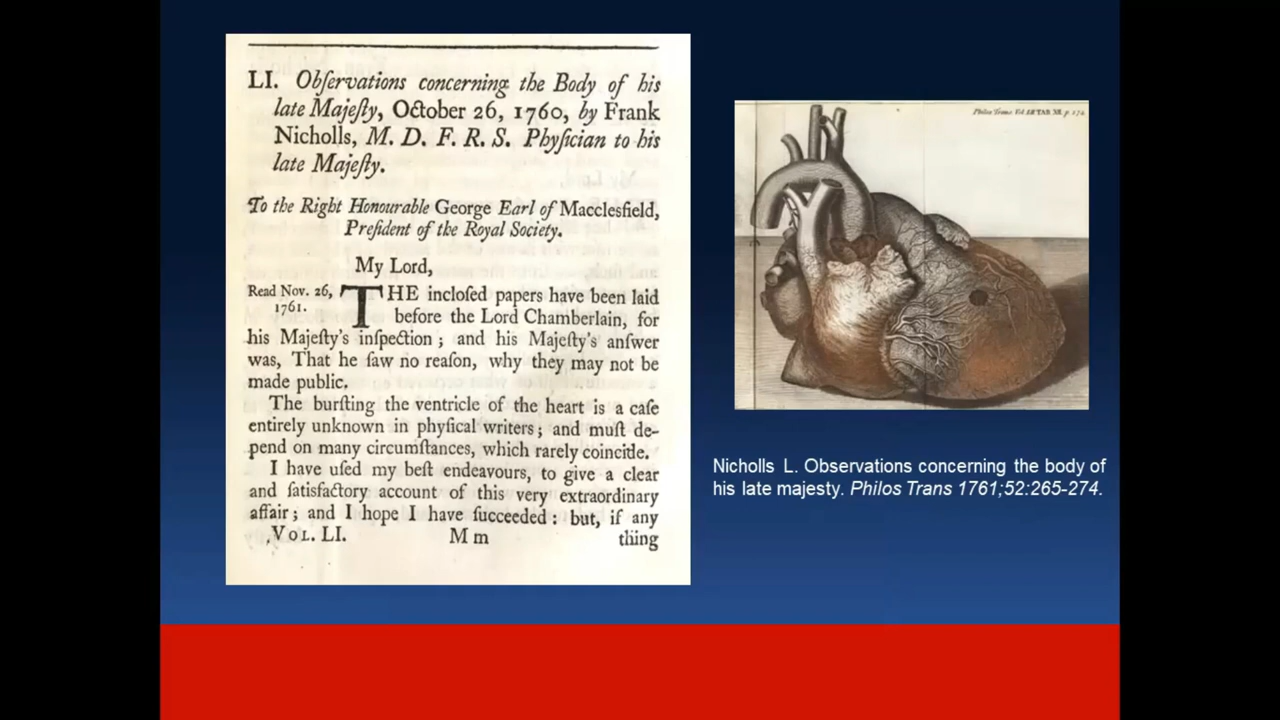 LI. Obſervations concerning the Body of his
late Majeſty, October 26, 1760, by Frank
Nicholls, M. D. F. R. S. Phyſician to his
late Majeſty.
To the Right Honourable George Earl of Macclesfield,
Preſident of the Royal Society.
My Lord,
Read Nov. 26,
1761.
THE incloſed papers have been laid
before the Lord Chamberlain, for
his Majeſty's inſpection; and his Majeſty's anſwer
was, That he ſaw no reaſon, why they may not be
made public.
The burſting the ventricle of the heart is a caſe
entirely unknown in phyſical writers; and muſt de-
pend on many circumſtances, which rarely coincide.
I have uſed my beſt endeavours, to give a clear
and ſatisfactory account of this very extraordinary
affair; and I hope I have ſucceeded: but, if any
VOL. LI. M m thing
Philos. Trans. Vol. p. 274
Nicholls L. Observations concerning the body of
his late majesty. Philos Trans 1761;52:265-274.